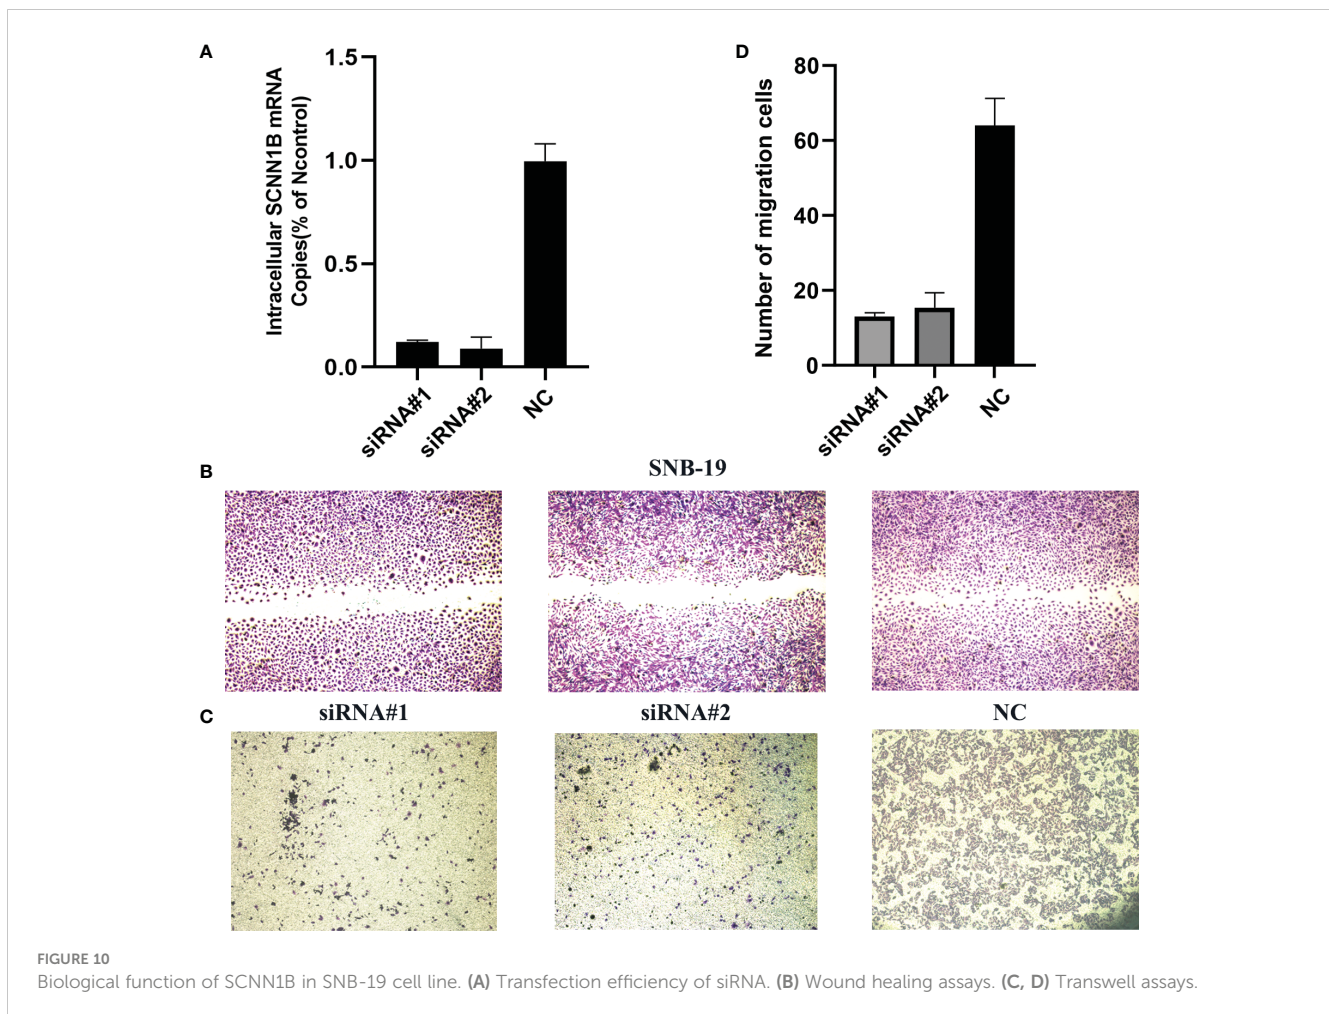 A
Intracellular SCNN1B mRNA
Copies(% of Ncontrol)
1.5
1.0
0.5
0.0
siRNA#1
siRNA#2
NC
D
Number of migration cells
80
60
40
20
0
siRNA#1
siRNA#2
NC
B
SNB-19
C
siRNA#1
siRNA#2
NC
FIGURE 10
Biological function of SCNN1B in SNB-19 cell line. (A) Transfection efficiency of siRNA. (B) Wound healing assays. (C, D) Transwell assays.